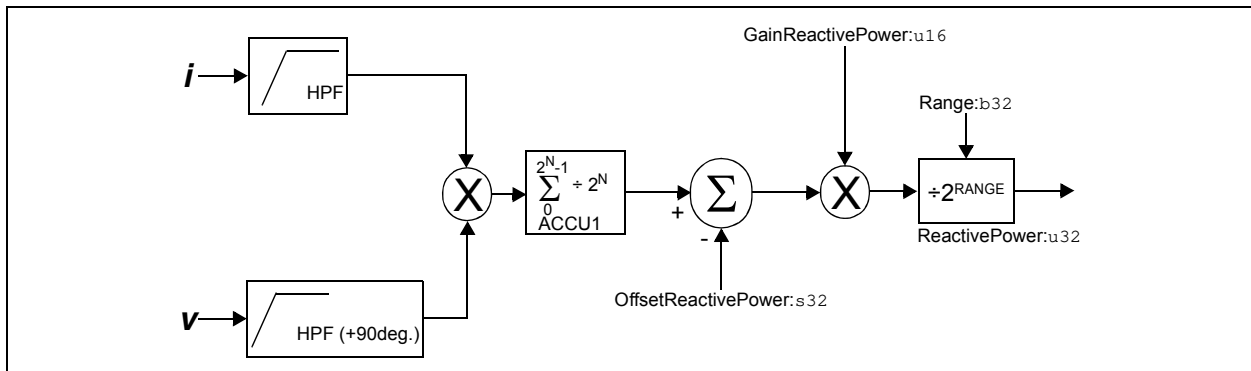 GainReactivePower:u16
i
HPF
Range:b32
X
2^N-1
∑ ÷ 2^N
0
ACCU1
+
Σ
-
X
÷2^RANGE
ReactivePower:u32
OffsetReactivePower:s32
v
HPF (+90deg.)